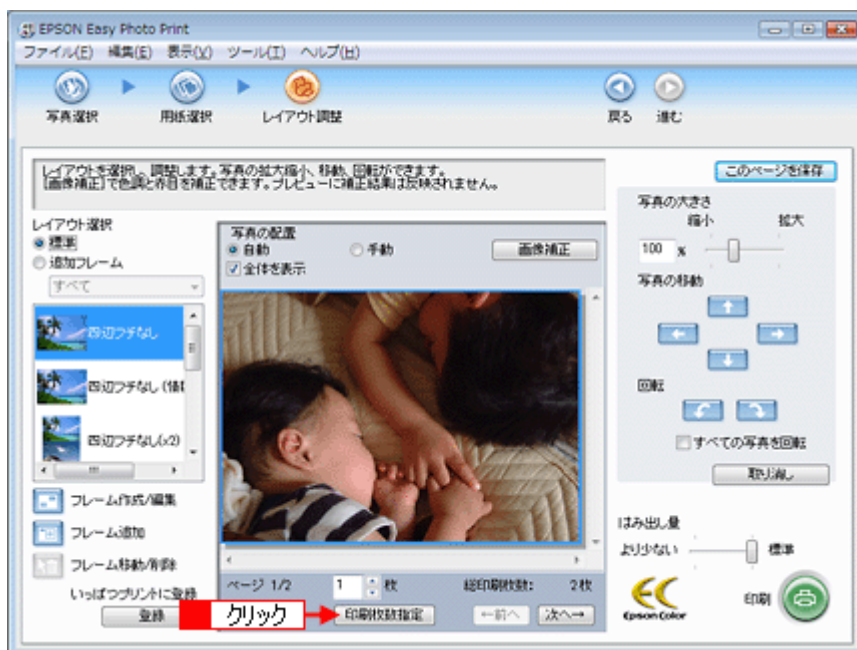 EPSON Easy Photo Print
ファイル(F) 編集(E) 表示(V) ツール(T) ヘルプ(H)
写真選択 用紙選択 レイアウト調整 戻る 進む
レイアウトを選択し、調整します。写真の拡大縮小、移動、回転ができます。
[画像補正]で色調と赤目を補正できます。プレビューに補正結果は反映されません。
このページを保存
レイアウト選択
標準
追加フレーム
すべて
四辺フチなし
四辺フチなし(x2)
フレーム作成/編集
フレーム追加
フレーム移動/削除
いっぱつプリントに登録
登録
写真の配置
自動 手動 画像補正
全体を表示
ページ 1/2 1 枚 総印刷枚数: 2枚
クリック 印刷枚数指定 ←前へ 次へ→
写真の大きさ
縮小 拡大
100 %
写真の移動
回転
すべての写真を回転
取り消し
はみ出し量
より少ない 標準
Epson Color 印刷